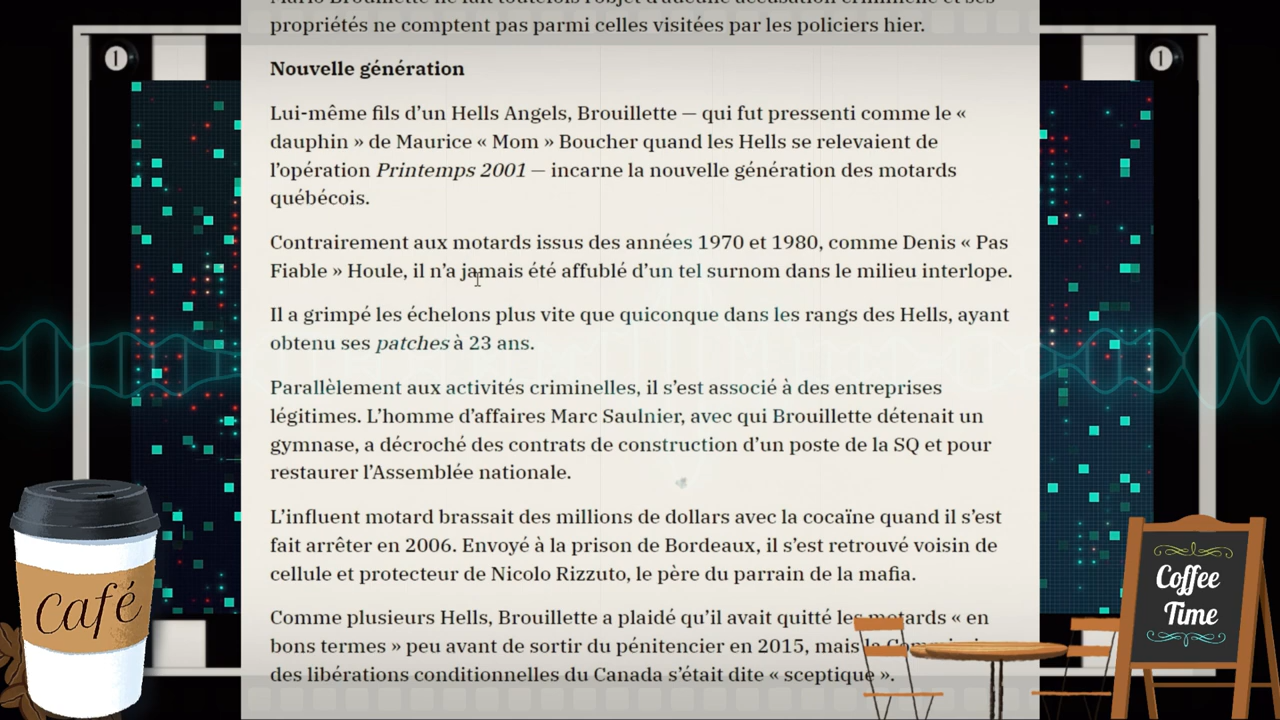 propriétés ne comptent pas parmi celles visitées par les policiers hier.
Nouvelle génération
Lui-même fils d'un Hells Angels, Brouillette — qui fut pressenti comme le «
dauphin » de Maurice « Mom » Boucher quand les Hells se relevaient de
l'opération Printemps 2001 — incarne la nouvelle génération des motards
québécois.
Contrairement aux motards issus des années 1970 et 1980, comme Denis « Pas
Fiable » Houle, il n'a jamais été affublé d'un tel surnom dans le milieu interlope.
Il a grimpé les échelons plus vite que quiconque dans les rangs des Hells, ayant
obtenu ses patches à 23 ans.
Parallèlement aux activités criminelles, il s'est associé à des entreprises
légitimes. L'homme d'affaires Marc Saulnier, avec qui Brouillette détenait un
gymnase, a décroché des contrats de construction d'un poste de la SQ et pour
restaurer l'Assemblée nationale.
L'influent motard brassait des millions de dollars avec la cocaïne quand il s'est
fait arrêter en 2006. Envoyé à la prison de Bordeaux, il s'est retrouvé voisin de
cellule et protecteur de Nicolo Rizzuto, le père du parrain de la mafia.
Comme plusieurs Hells, Brouillette a plaidé qu'il avait quitté les motards « en
bons termes » peu avant de sortir du pénitencier en 2015, mais la
des libérations conditionnelles du Canada s'était dite « sceptique ».
1
1
Café
Coffee
Time